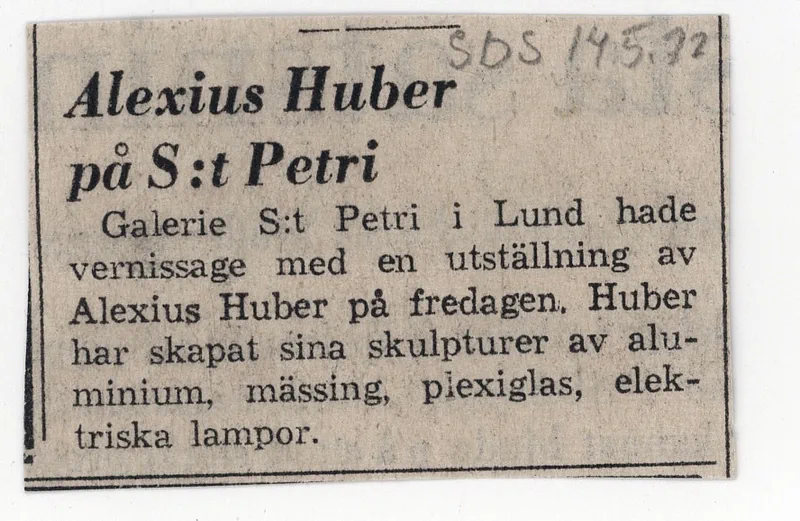 SDS 14.5.72
Alexius Huber
på S:t Petri
Galerie S:t Petri i Lund hade
vernissage med en utställning av
Alexius Huber på fredagen. Huber
har skapat sina skulpturer av alu-
minium, mässing, plexiglas, elek-
triska lampor.